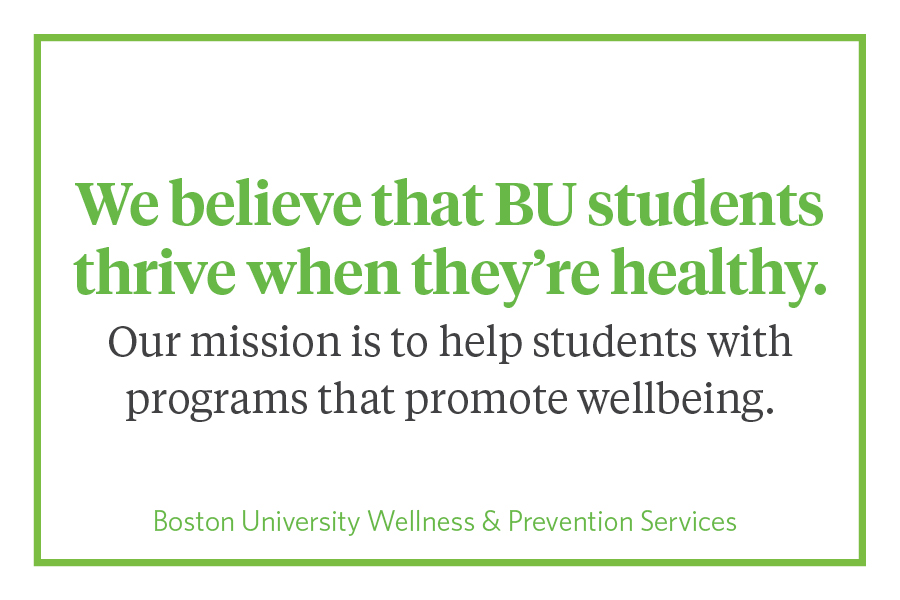 We believe that BU students
thrive when they’re healthy.
Our mission is to help students with
programs that promote wellbeing.
Boston University Wellness & Prevention Services